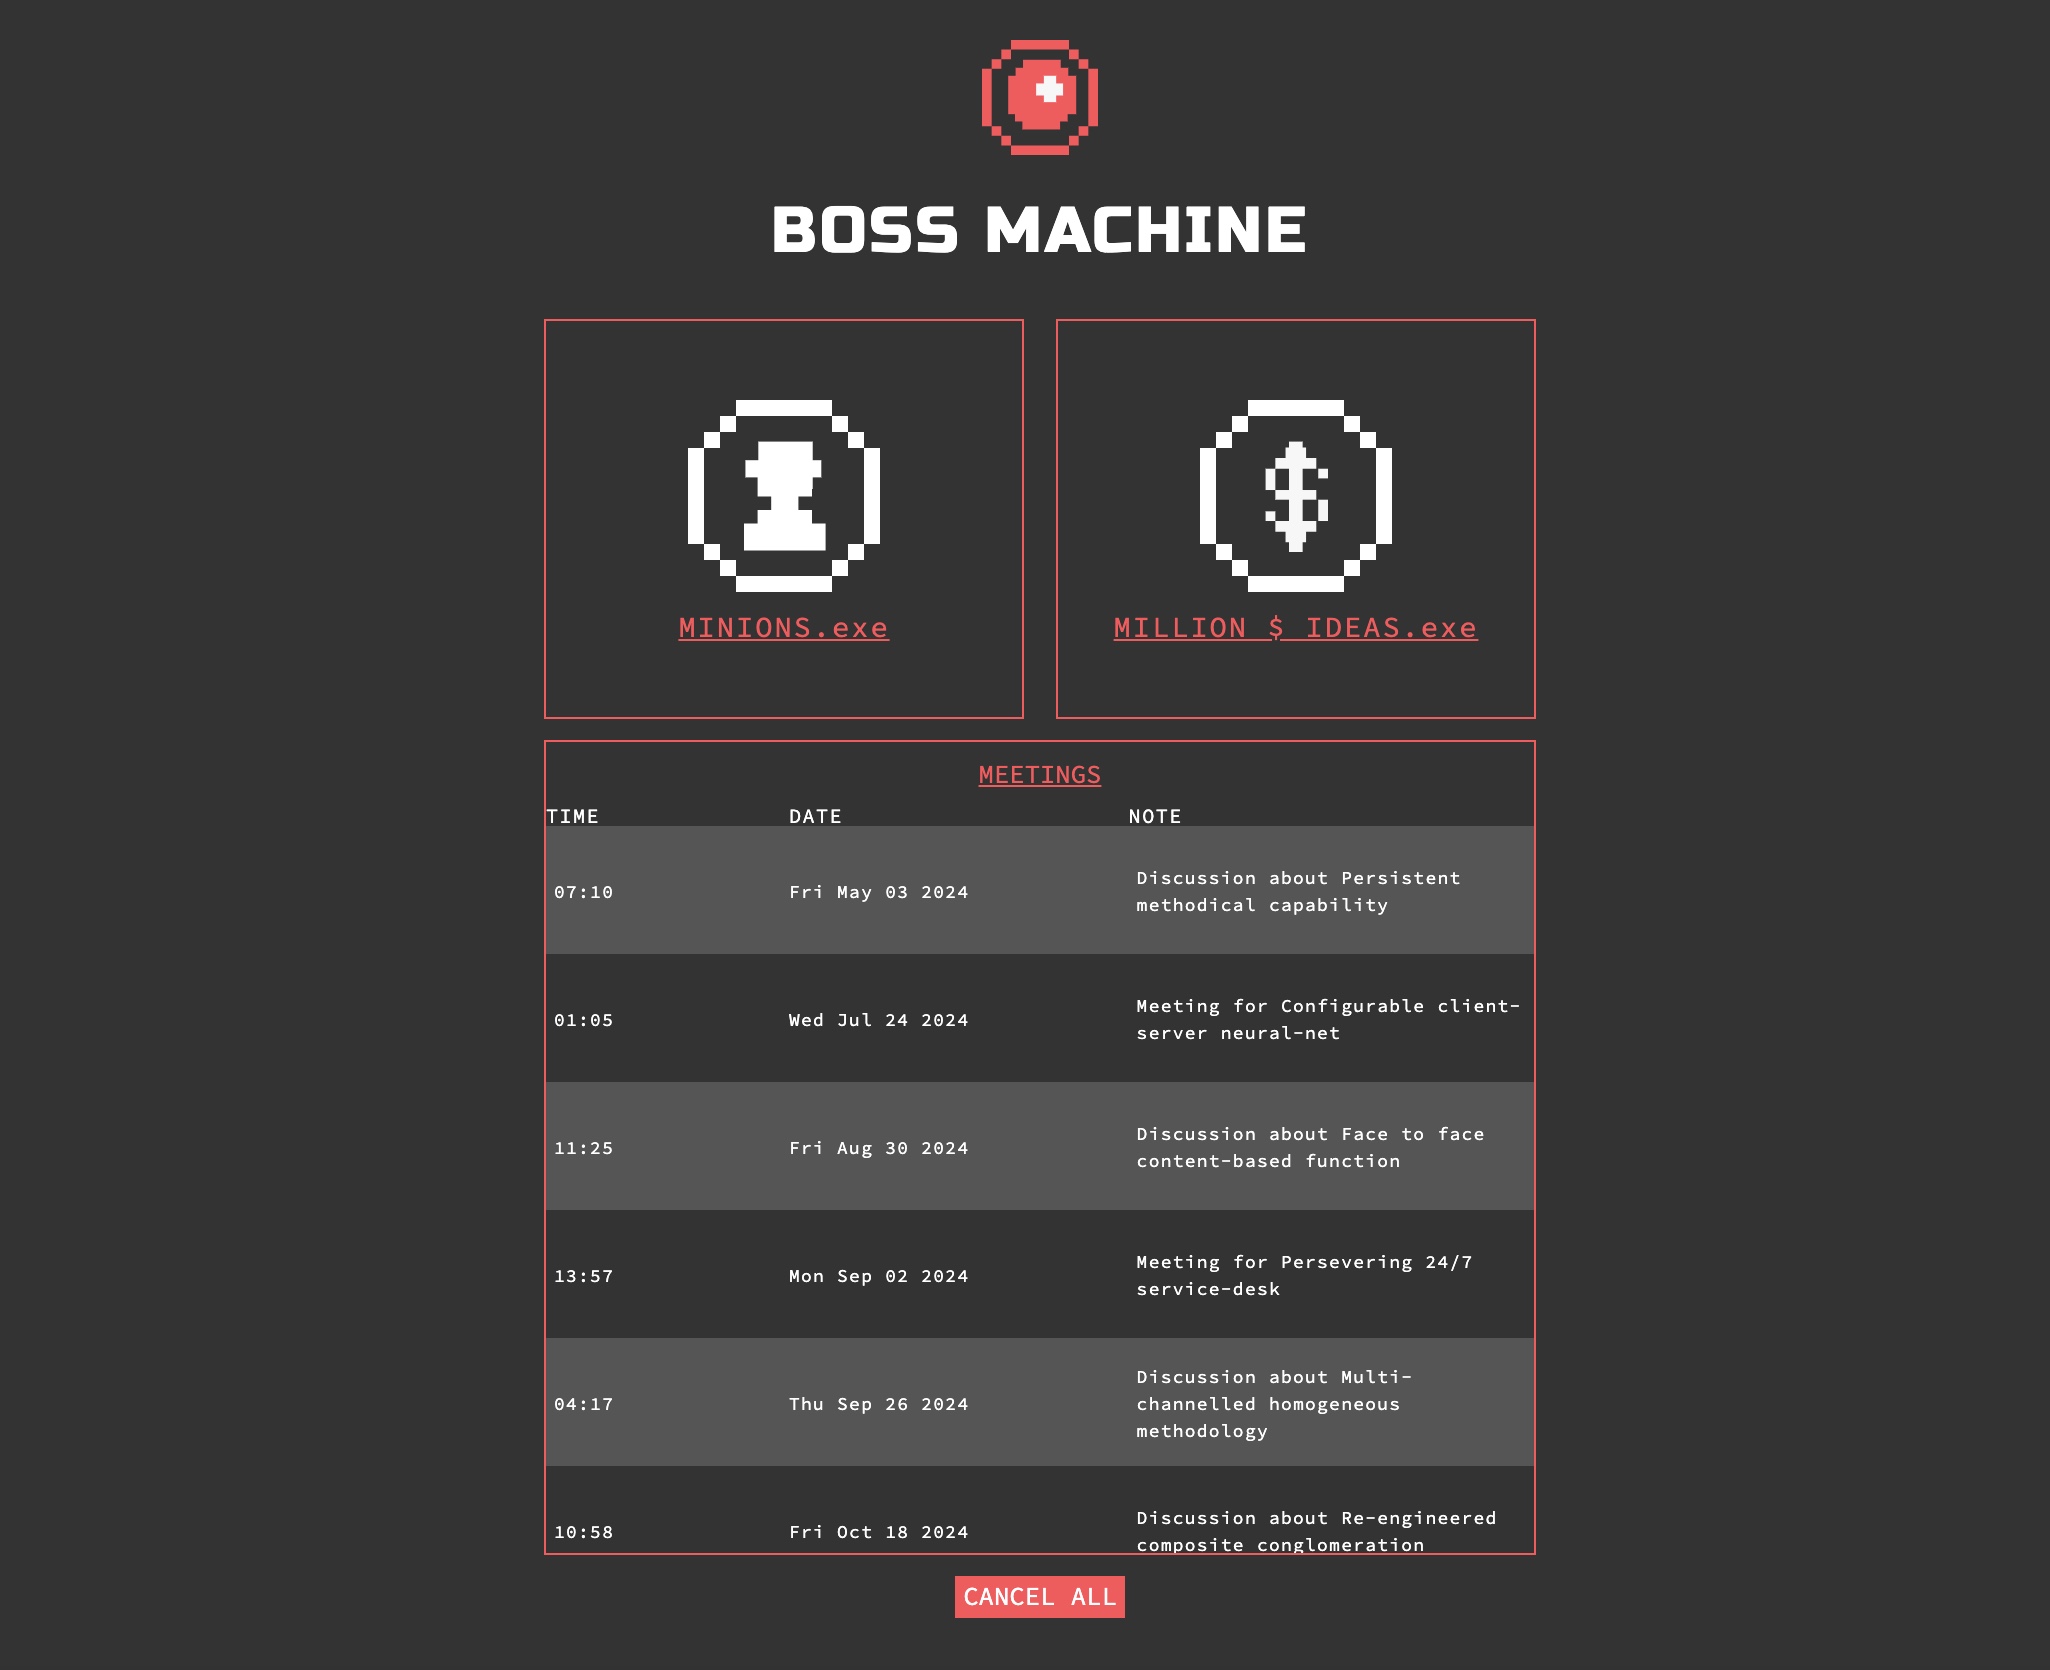 BOSS MACHINE
MINIONS.exe
MILLION $ IDEAS.exe
MEETINGS
TIME DATE NOTE
07:10 Fri May 03 2024 Discussion about Persistent
methodical capability
01:05 Wed Jul 24 2024 Meeting for Configurable client-
server neural-net
11:25 Fri Aug 30 2024 Discussion about Face to face
content-based function
13:57 Mon Sep 02 2024 Meeting for Persevering 24/7
service-desk
04:17 Thu Sep 26 2024 Discussion about Multi-
channelled homogeneous
methodology
10:58 Fri Oct 18 2024 Discussion about Re-engineered
composite conglomeration
CANCEL ALL